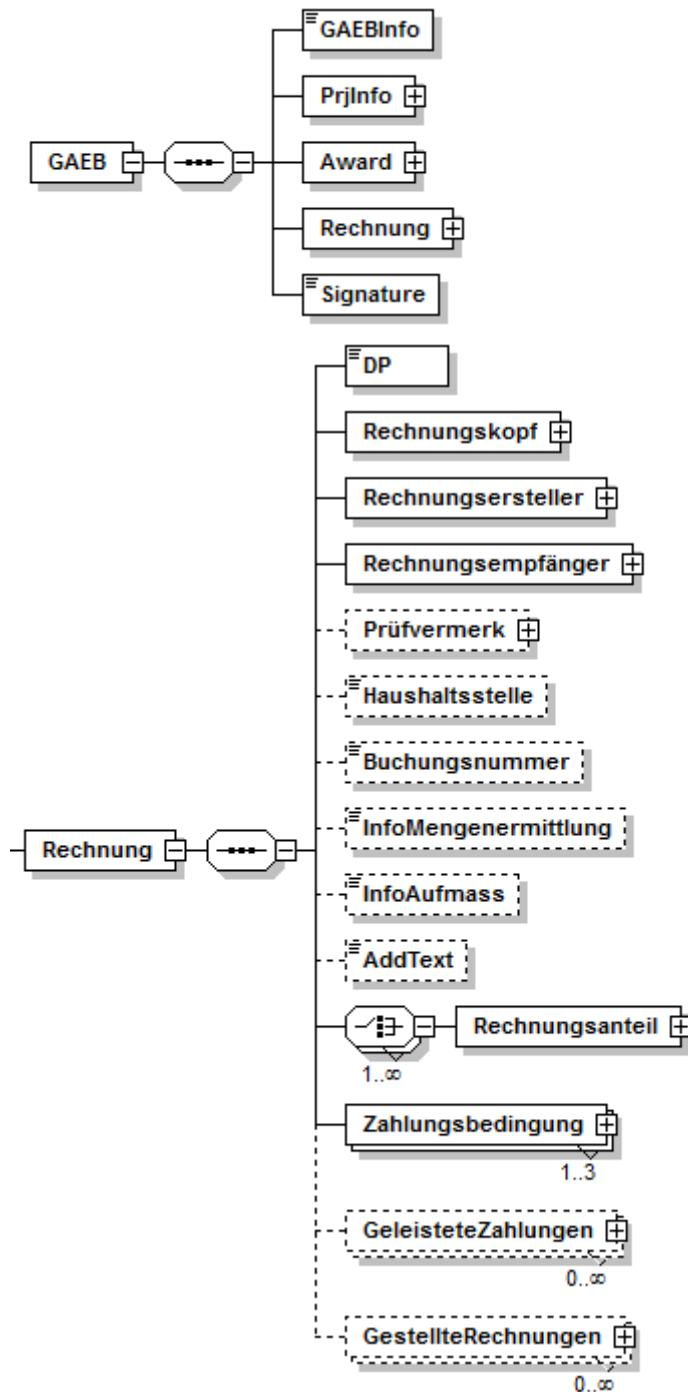 GAEBInfo
PrjInfo
GAEB
Award
Rechnung
Signature
DP
Rechnungskopf
Rechnungsersteller
Rechnungsempfänger
Prüfvermerk
Haushaltsstelle
Buchungsnummer
InfoMengenermittlung
Rechnung
InfoAufmass
AddText
Rechnungsanteil
1..∞
Zahlungsbedingung
1..3
GeleisteteZahlungen
0..∞
GestellteRechnungen
0..∞